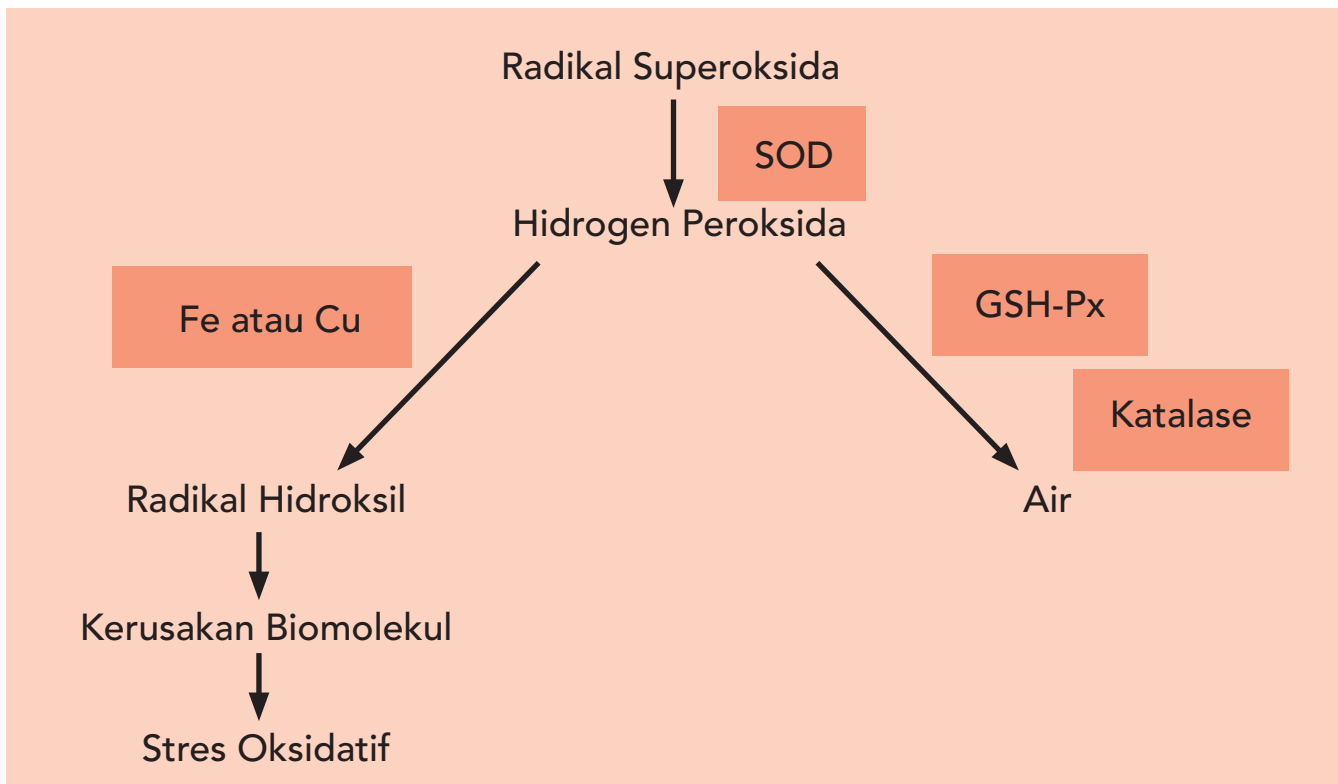 Radikal Superoksida
SOD
Hidrogen Peroksida
Fe atau Cu
GSH-Px
Katalase
Radikal Hidroksil
Air
Kerusakan Biomolekul
Stres Oksidatif